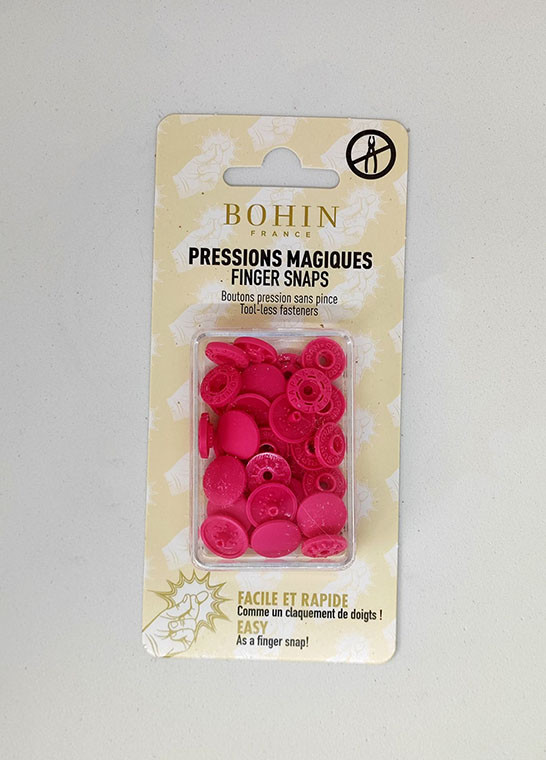 BOHIN
FRANCE
PRESSIONS MAGIQUES
FINGER SNAPS
Boutons pression sans pince
Tool-less fasteners
FACILE ET RAPIDE
Comme un claquement de doigts !
EASY
As a finger snap!